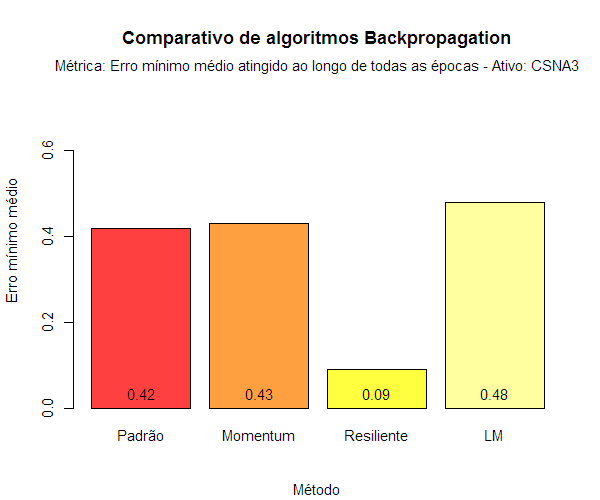 Comparativo de algoritmos Backpropagation
Métrica: Erro mínimo médio atingido ao longo de todas as épocas - Ativo: CSNA3
Erro mínimo médio
0.6
0.4
0.2
0.0
0.42
0.43
0.09
0.48
Padrão
Momentum
Resiliente
LM
Método